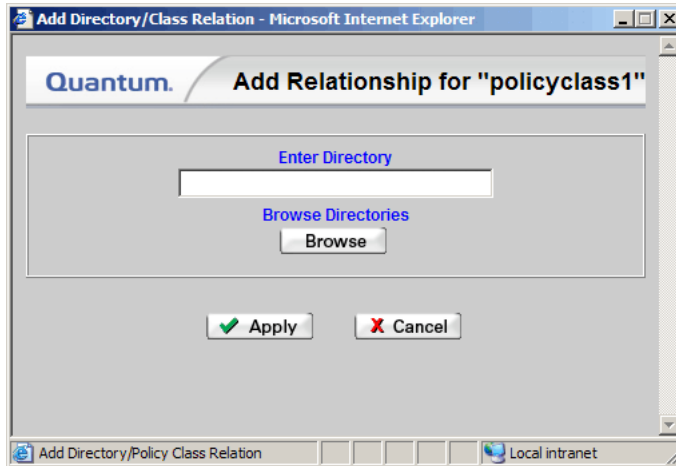 Add Directory/Class Relation - Microsoft Internet Explorer
Quantum. Add Relationship for "policyclass1"
Enter Directory
Browse Directories
Browse
Apply Cancel
Add Directory/Policy Class Relation Local intranet